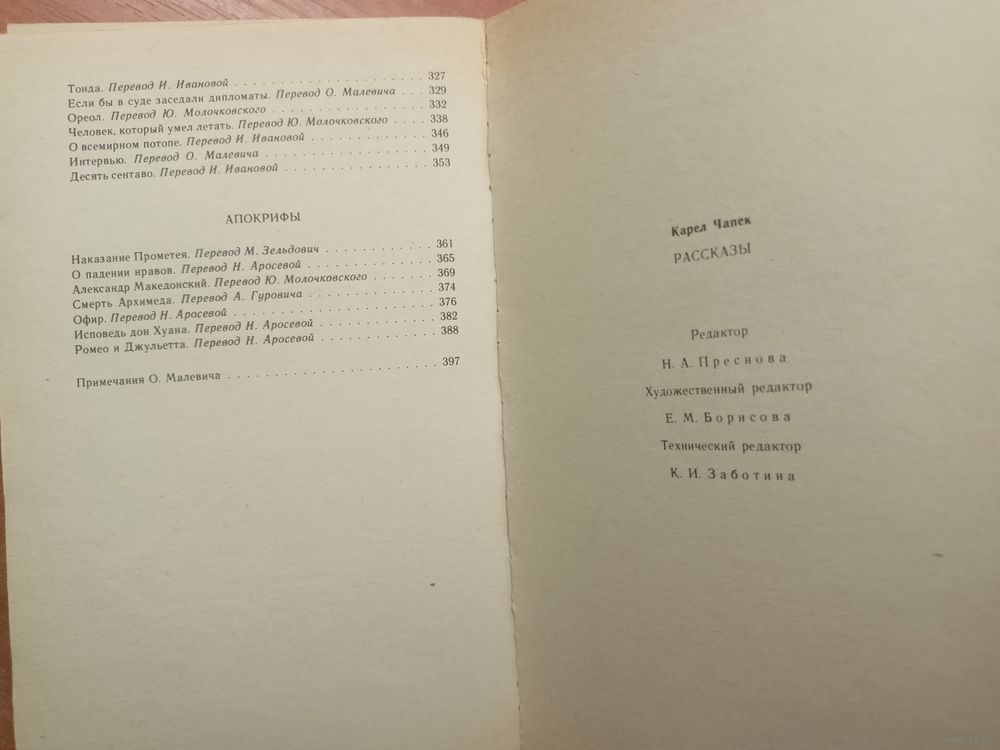 Тонда. Перевод И. Ивановой . . . . . . . . . . . . . . . . . . . . 327
Если бы в суде заседали дипломаты. Перевод О. Малевича . . . 329
Ореол. Перевод Ю. Молочковского . . . . . . . . . . . . . . . . 332
Человек, который умел летать. Перевод Ю. Молочковского . . . . 338
О всемирном потопе. Перевод И. Ивановой . . . . . . . . . . . . 346
Интервью. Перевод О. Малевича . . . . . . . . . . . . . . . . . 349
Десять сентаво. Перевод И. Ивановой . . . . . . . . . . . . . . . 353
АПОКРИФЫ
Наказание Прометея. Перевод М. Зельдович . . . . . . . . . . . 361
О падении нравов. Перевод Н. Аросевой . . . . . . . . . . . . . 365
Александр Македонский. Перевод Ю. Молочковского . . . . . . 369
Смерть Архимеда. Перевод А. Гуровича . . . . . . . . . . . . . 374
Офир. Перевод Н. Аросевой . . . . . . . . . . . . . . . . . . . . . 376
Исповедь дон Хуана. Перевод Н. Аросевой . . . . . . . . . . . . 382
Ромео и Джульетта. Перевод Н. Аросевой . . . . . . . . . . . . 388
Примечания О. Малевича . . . . . . . . . . . . . . . . . . . . . . 397
Карел Чапек
РАССКАЗЫ
Редактор
Н. А. Преснова
Художественный редактор
Е. М. Борисова
Технический редактор
К. И. Заботина